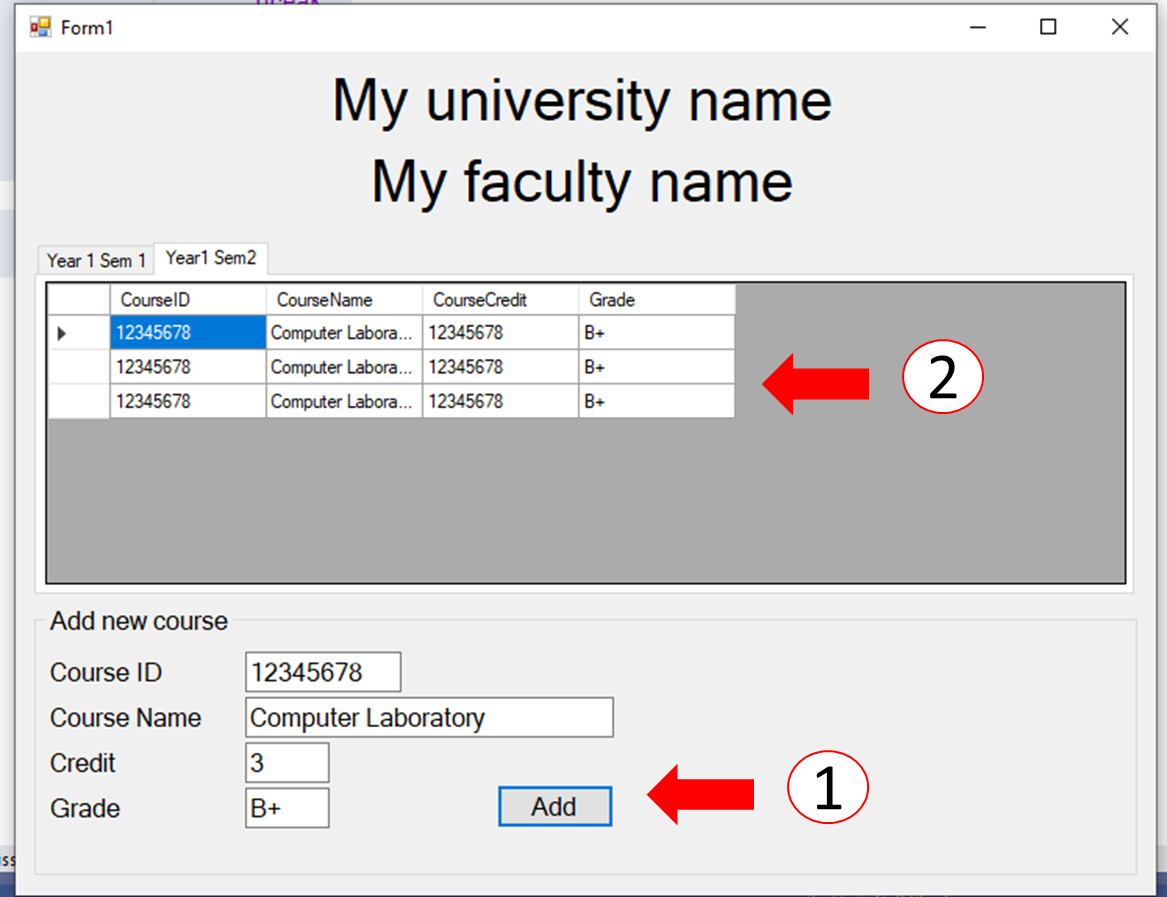 Form1
My university name
My faculty name
Year 1 Sem 1 Year1 Sem2
CourseID CourseName CourseCredit Grade
12345678 Computer Labora... 12345678 B+
12345678 Computer Labora... 12345678 B+
12345678 Computer Labora... 12345678 B+
2
Add new course
Course ID 12345678
Course Name Computer Laboratory
Credit 3
Grade B+ Add
1